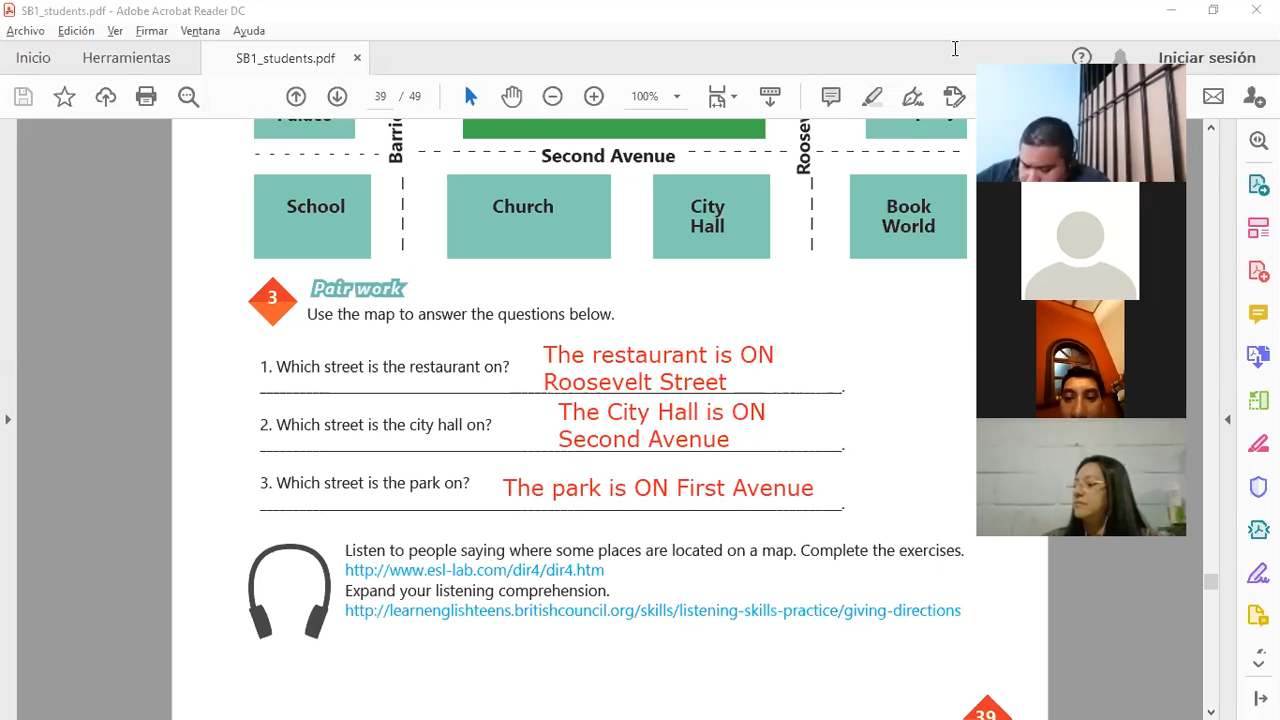 SB1_students.pdf - Adobe Acrobat Reader DC
Archivo Edición Ver Firmar Ventana Ayuda
Inicio Herramientas SB1_students.pdf × Iniciar sesión
39 / 49 100%
Second Avenue
School
Church
City
Hall
Book
World
3 Pair work
Use the map to answer the questions below.
1. Which street is the restaurant on? The restaurant is ON
Roosevelt Street
2. Which street is the city hall on? The City Hall is ON
Second Avenue
3. Which street is the park on? The park is ON First Avenue
Listen to people saying where some places are located on a map. Complete the exercises.
http://www.esl-lab.com/dir4/dir4.htm
Expand your listening comprehension.
http://learnenglishteens.britishcouncil.org/skills/listening-skills-practice/giving-directions
39